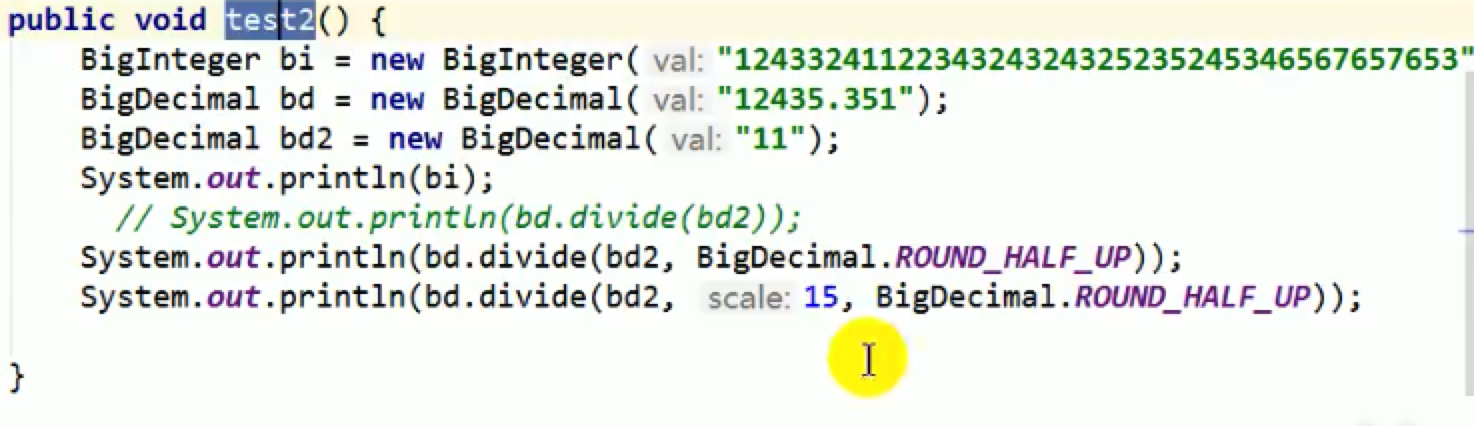 public void test2() {
    BigInteger bi = new BigInteger( val: "1243324112234324324325235245346567657653"
    BigDecimal bd = new BigDecimal( val: "12435.351");
    BigDecimal bd2 = new BigDecimal( val: "11");
    System.out.println(bi);
      // System.out.println(bd.divide(bd2));
    System.out.println(bd.divide(bd2, BigDecimal.ROUND_HALF_UP));
    System.out.println(bd.divide(bd2, scale: 15, BigDecimal.ROUND_HALF_UP));
}